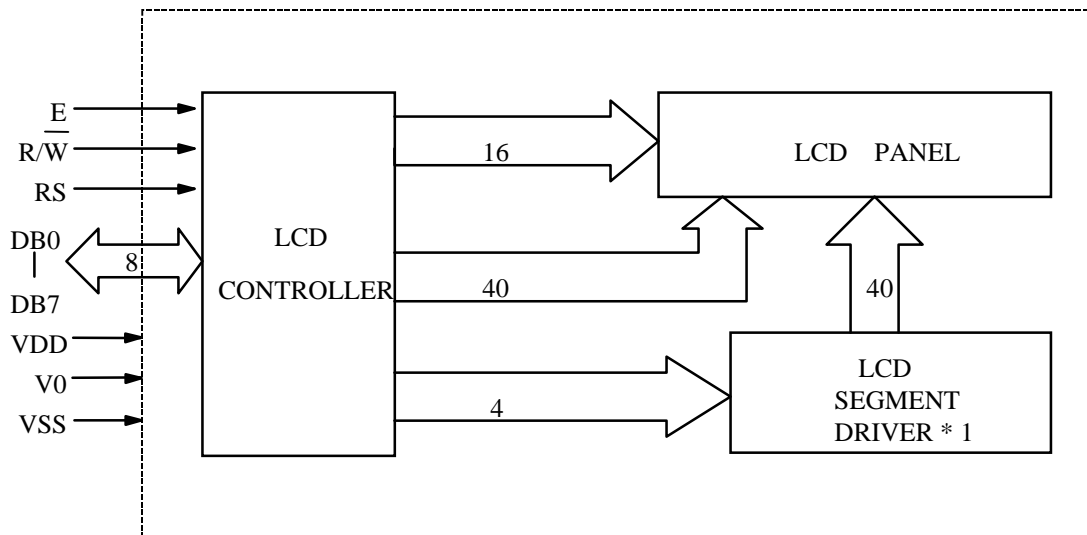 E
R/W
RS
DB0
DB7
8
VDD
V0
VSS
LCD
CONTROLLER
16
40
4
LCD PANEL
40
LCD
SEGMENT
DRIVER * 1